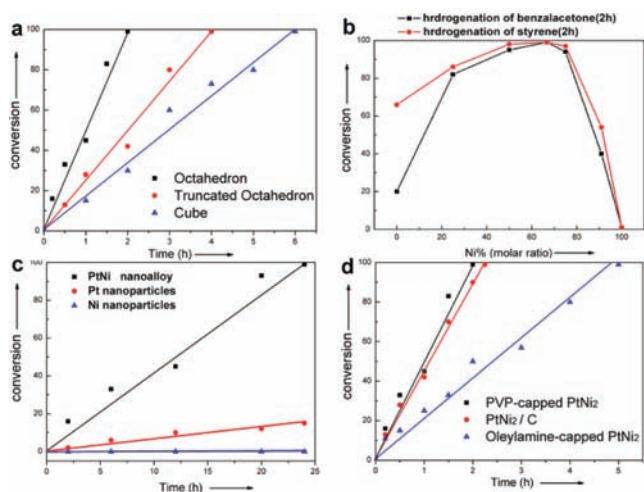 a
conversion
100
80
60
40
20
0
0 1 2 3 4 5 6
Time (h)
Octahedron
Truncated Octahedron
Cube
b
hrdrogenation of benzalacetone(2h)
hrdrogenation of styrene(2h)
conversion
100
80
60
40
20
0
0 20 40 60 80 100
Ni% (molar ratio)
c
conversion
100
80
60
40
20
0
0 5 10 15 20 25
Time (h)
PtNi nanoalloy
Pt nanoparticles
Ni nanoparticles
d
conversion
100
80
60
40
20
0
0 1 2 3 4 5
Time (h)
PVP-capped PtNi₂
PtNi₂ / C
Oleylamine-capped PtNi₂